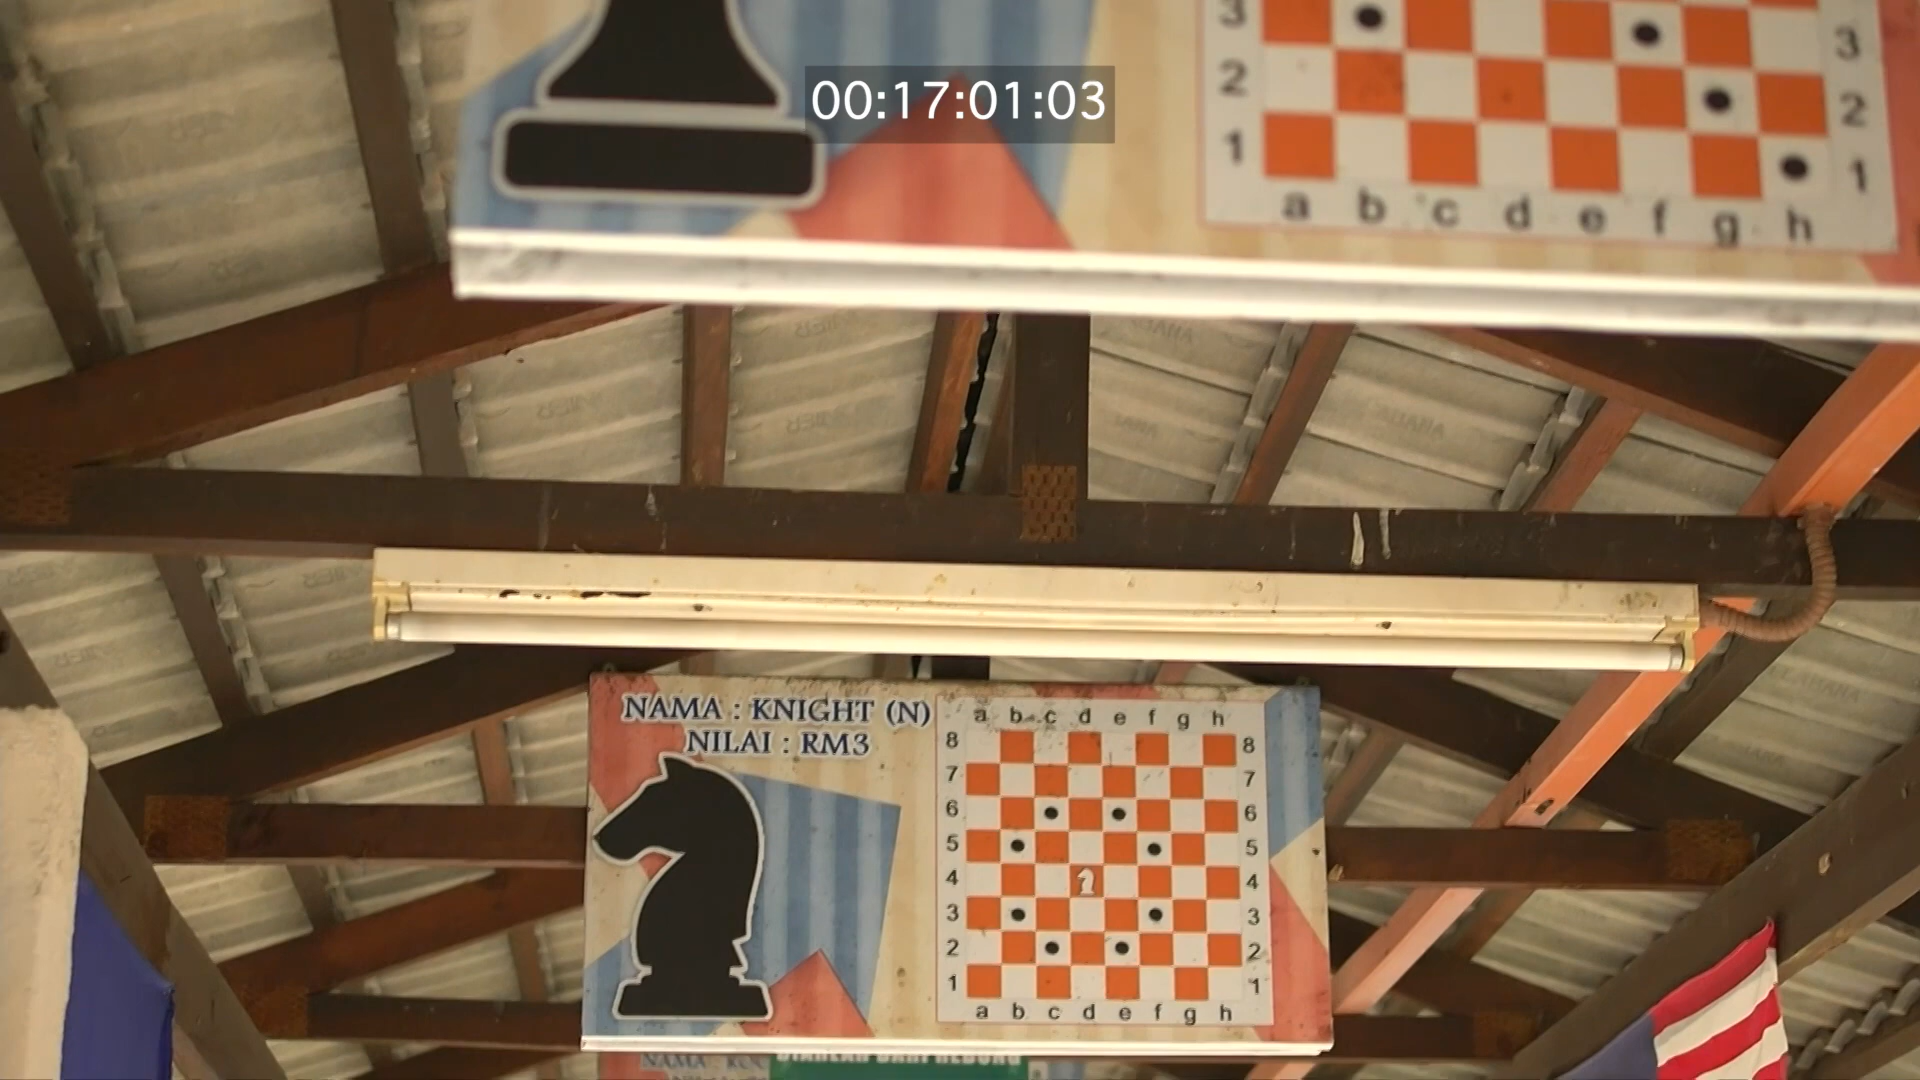 00:17:01:03
3 3
2 2
1 1
a b c d e f g h
NAMA : KNIGHT (N)
NILAI : RM3
a b c d e f g h
8 8
7 7
6 6
5 5
4 4
3 3
2 2
1 1
a b c d e f g h
NAMA :